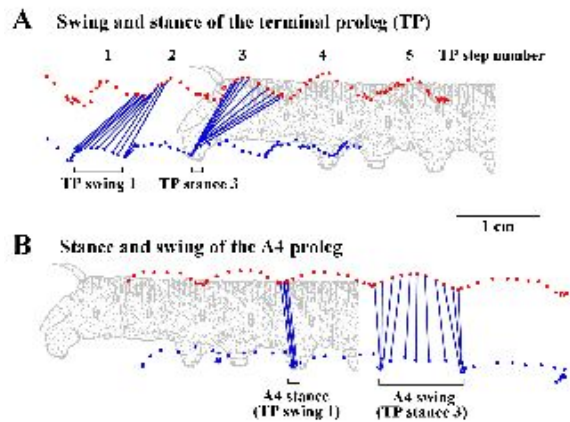 A Swing and stance of the terminal proleg (TP)
1 2 3 4 5 TP step number
TP swing 1 TP stance 3
1 cm
B Stance and swing of the A4 proleg
A4 stance
(TP swing 1)
A4 swing
(TP stance 3)